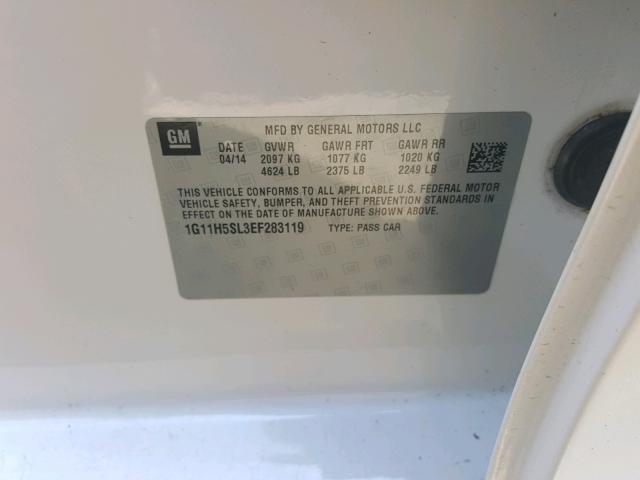 GM
MFD BY GENERAL MOTORS LLC
DATE GVWR GAWR FRT GAWR RR
04/14 2097 KG 1077 KG 1020 KG
4624 LB 2375 LB 2249 LB
THIS VEHICLE CONFORMS TO ALL APPLICABLE U.S. FEDERAL MOTOR
VEHICLE SAFETY, BUMPER, AND THEFT PREVENTION STANDARDS
IN EFFECT ON THE DATE OF MANUFACTURE SHOWN ABOVE.
1G11H5SL3EF283119 TYPE: PASS CAR